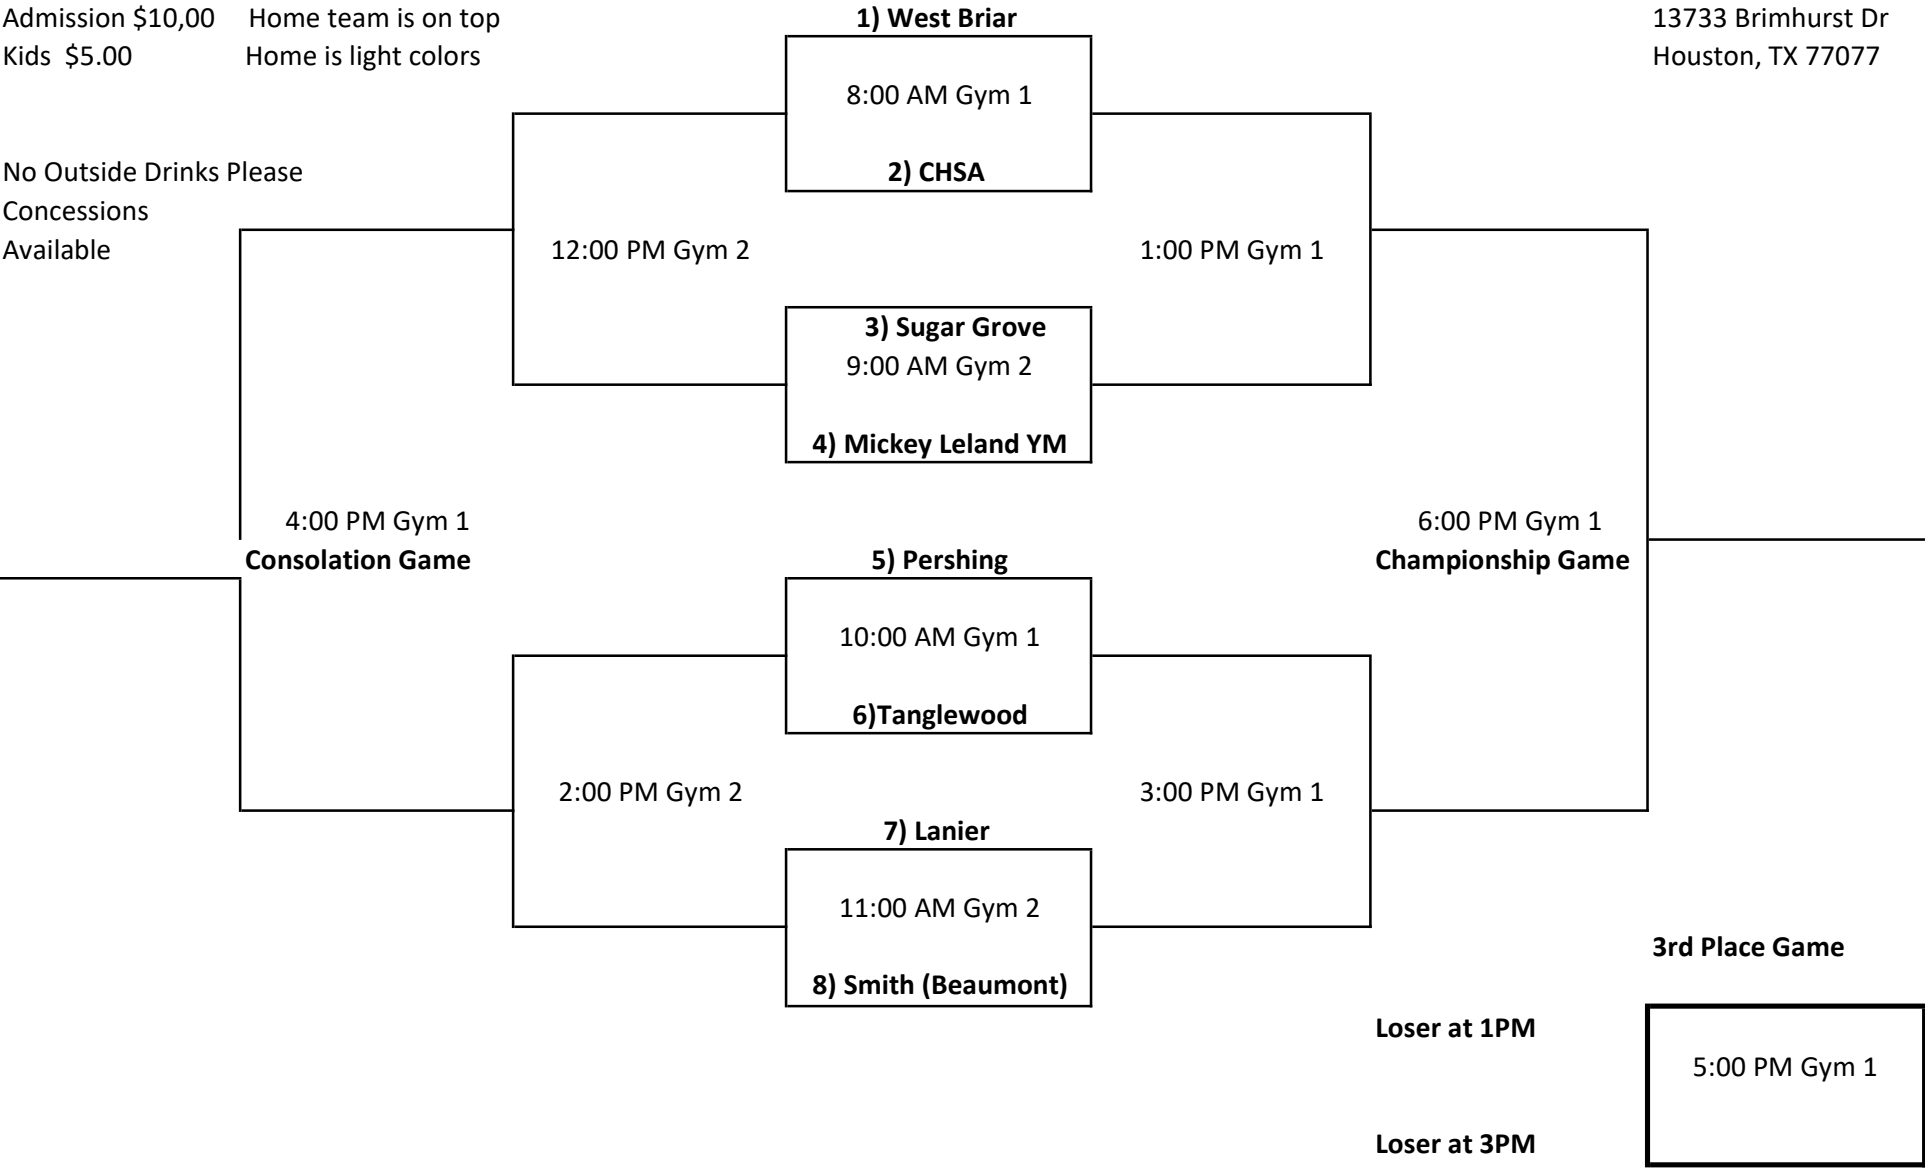 Admission $10,00 Home team is on top
Kids $5.00 Home is light colors
1) West Briar
13733 Brimhurst Dr
Houston, TX 77077
8:00 AM Gym 1
No Outside Drinks Please
Concessions
Available
2) CHSA
12:00 PM Gym 2
1:00 PM Gym 1
3) Sugar Grove
9:00 AM Gym 2
4) Mickey Leland YM
4:00 PM Gym 1
Consolation Game
6:00 PM Gym 1
Championship Game
5) Pershing
10:00 AM Gym 1
6)Tanglewood
2:00 PM Gym 2
3:00 PM Gym 1
7) Lanier
11:00 AM Gym 2
8) Smith (Beaumont)
3rd Place Game
Loser at 1PM
5:00 PM Gym 1
Loser at 3PM